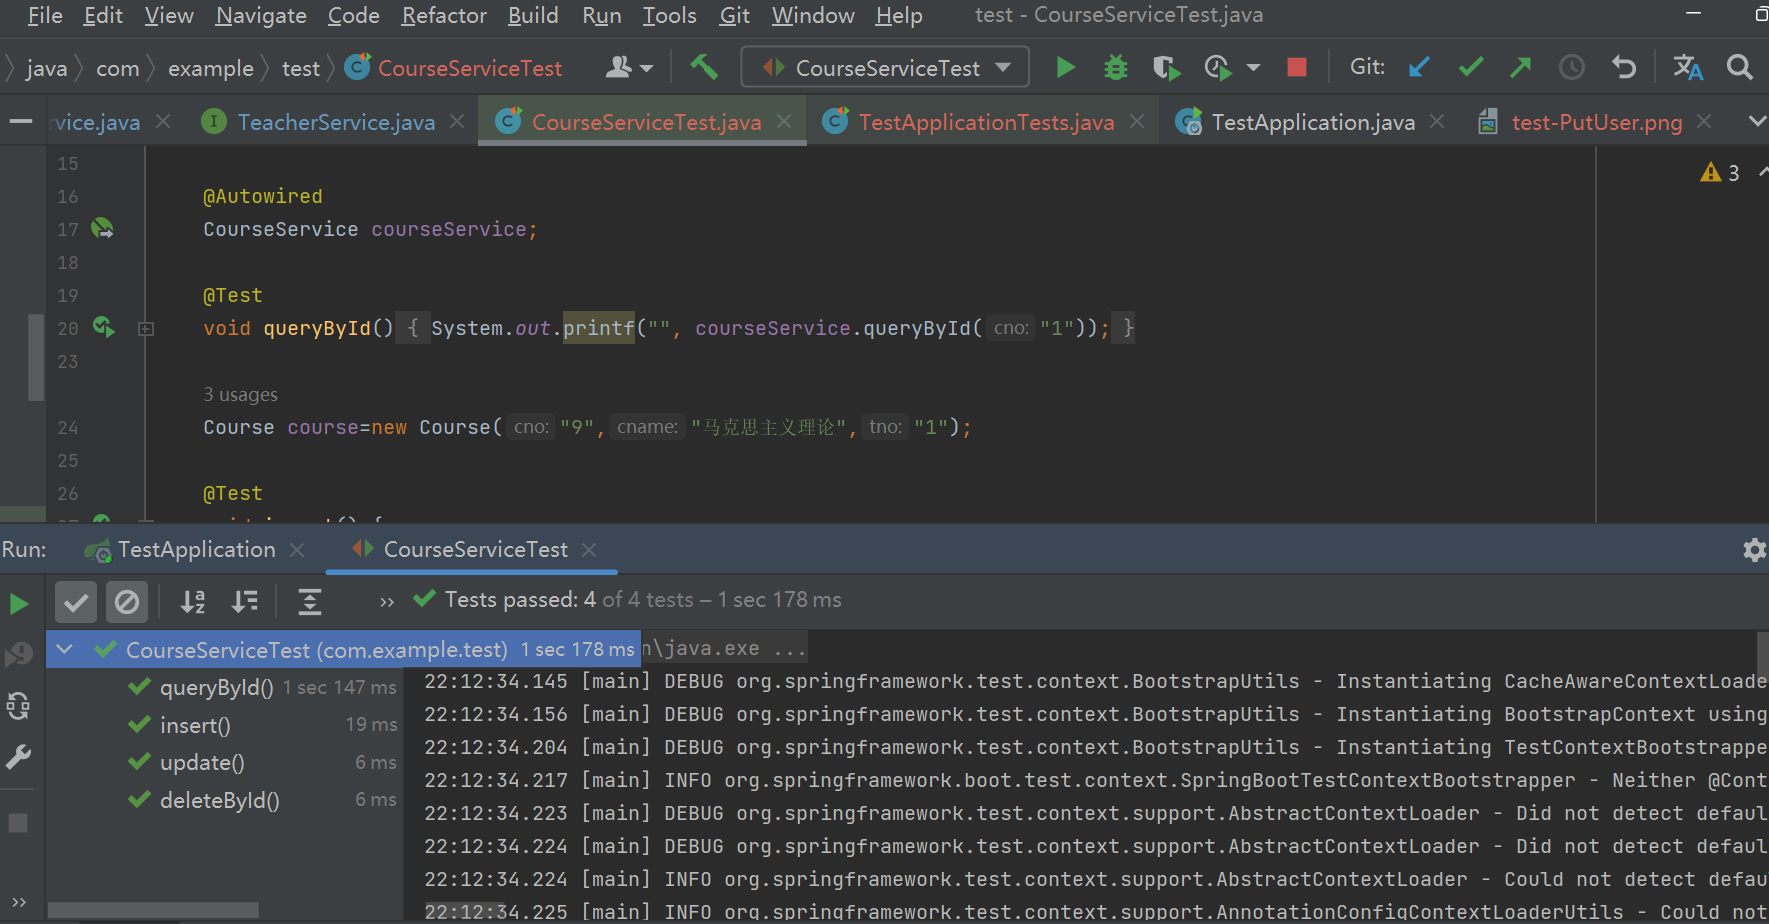 File Edit View Navigate Code Refactor Build Run Tools Git Window Help test - CourseServiceTest.java
java com example test CourseServiceTest CourseServiceTest Git:
rvice.java TeacherService.java CourseServiceTest.java TestApplicationTests.java TestApplication.java test-PutUser.png
15
16 @Autowired
17 CourseService courseService;
18
19 @Test
20 void queryById() { System.out.printf("", courseService.queryById( cno: "1")); }
23
3 usages
24 Course course=new Course( cno: "9", cname: "马克思主义理论", tno: "1");
25
26 @Test
3
Run: TestApplication CourseServiceTest
Tests passed: 4 of 4 tests – 1 sec 178 ms
CourseServiceTest (com.example.test) 1 sec 178 ms n\java.exe ...
queryById() 1 sec 147 ms
insert() 19 ms
update() 6 ms
deleteById() 6 ms
22:12:34.145 [main] DEBUG org.springframework.test.context.BootstrapUtils - Instantiating CacheAwareContextLoade
22:12:34.156 [main] DEBUG org.springframework.test.context.BootstrapUtils - Instantiating BootstrapContext using
22:12:34.204 [main] DEBUG org.springframework.test.context.BootstrapUtils - Instantiating TestContextBootstrappe
22:12:34.217 [main] INFO org.springframework.boot.test.context.SpringBootTestContextBootstrapper - Neither @Cont
22:12:34.223 [main] DEBUG org.springframework.test.context.support.AbstractContextLoader - Did not detect defaul
22:12:34.224 [main] DEBUG org.springframework.test.context.support.AbstractContextLoader - Did not detect defaul
22:12:34.224 [main] INFO org.springframework.test.context.support.AbstractContextLoader - Could not detect defau
22:12:34.225 [main] INFO org.springframework.test.context.support.AnnotationConfigContextLoaderUtils - Could not